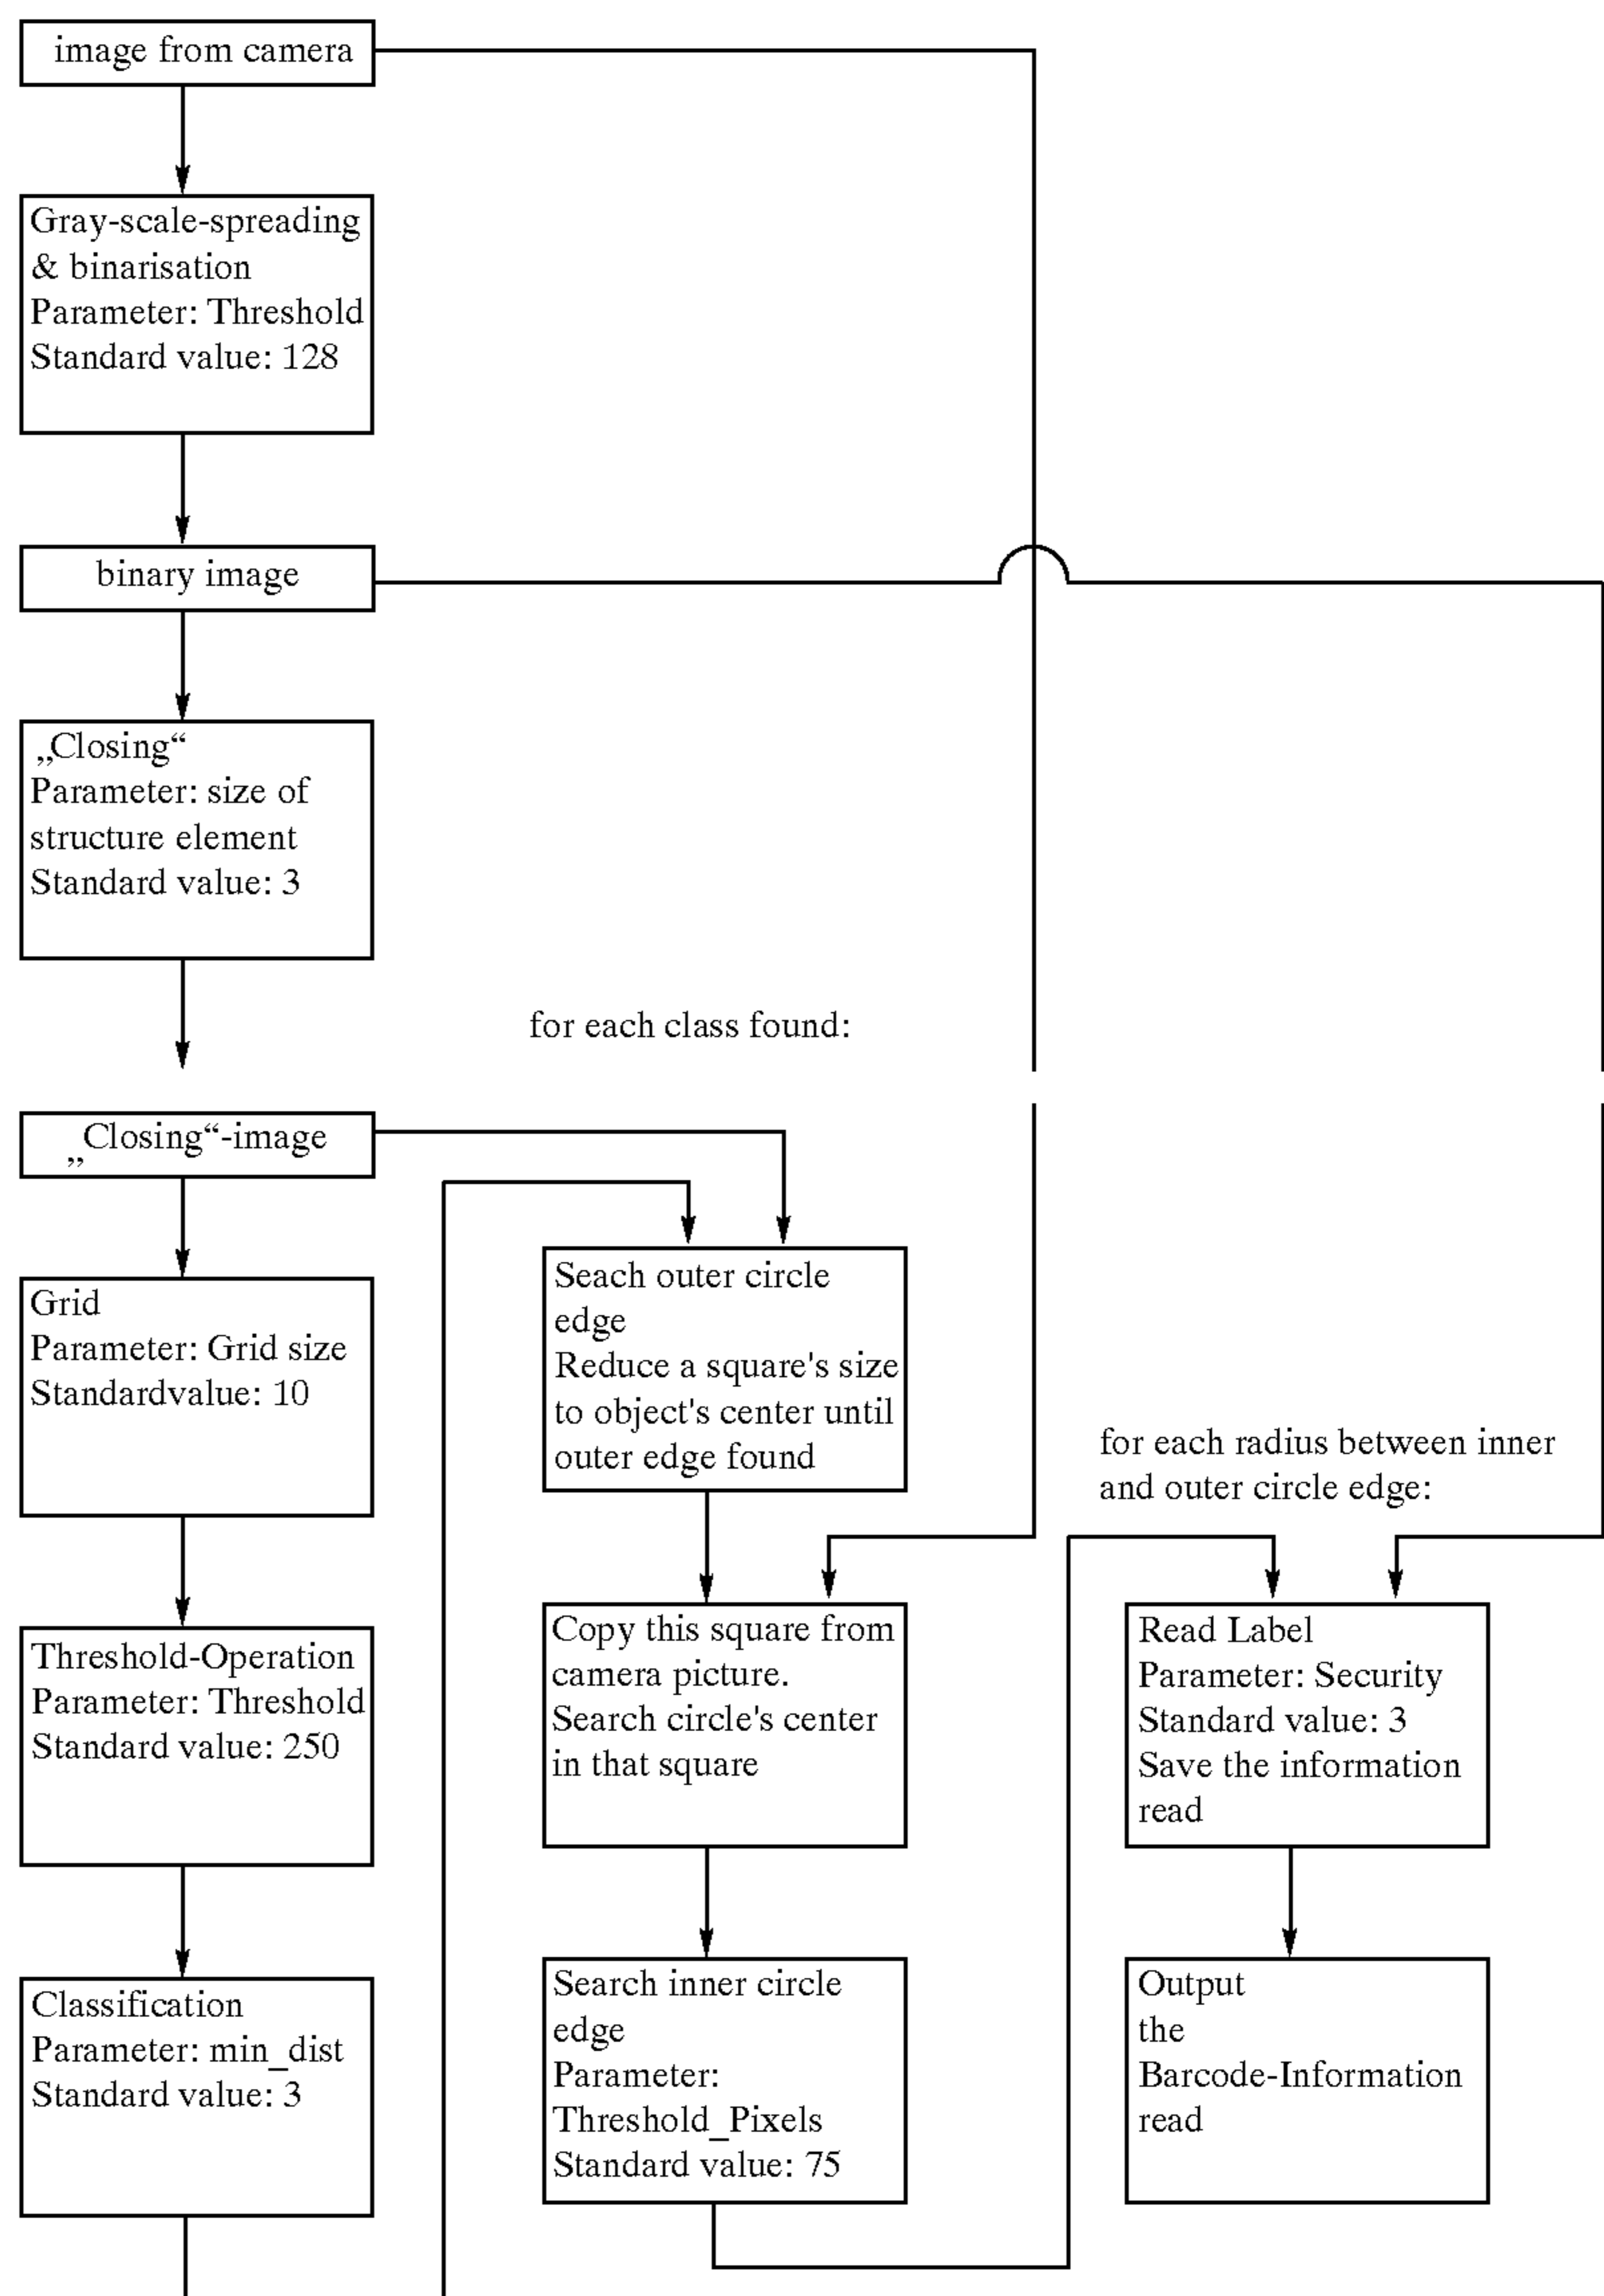 image from camera
Gray-scale-spreading
& binarisation
Parameter: Threshold
Standard value: 128
binary image
„Closing“
Parameter: size of
structure element
Standard value: 3
for each class found:
„Closing“-image
Grid
Parameter: Grid size
Standardvalue: 10
Threshold-Operation
Parameter: Threshold
Standard value: 250
Classification
Parameter: min_dist
Standard value: 3
Seach outer circle
edge
Reduce a square's size
to object's center until
outer edge found
Copy this square from
camera picture.
Search circle's center
in that square
Search inner circle
edge
Parameter:
Threshold_Pixels
Standard value: 75
for each radius between inner
and outer circle edge:
Read Label
Parameter: Security
Standard value: 3
Save the information
read
Output
the
Barcode-Information
read